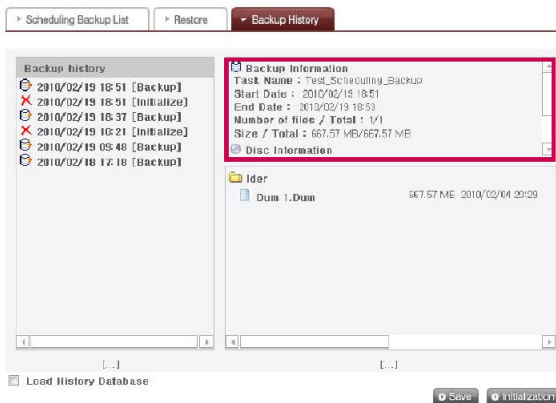 Scheduling Backup List
Restore
Backup History
Backup history
2010/02/19 18:51 [Backup]
2010/02/19 18:51 [Initialize]
2010/02/19 18:37 [Backup]
2010/02/19 10:21 [Initialize]
2010/02/19 09:48 [Backup]
2010/02/18 17:18 [Backup]
Backup Information
Task Name : Test_Scheduling_Backup
Start Date : 2010/02/19 18:51
End Date : 2010/02/19 18:53
Number of files / Total : 1/1
Size / Total : 667.57 MB/667.57 MB
Disc Information
lder
Dum 1.Dum 667.57 MB 2010/02/04 20:29
[...]
[...]
Load History Database
Save
Initialization